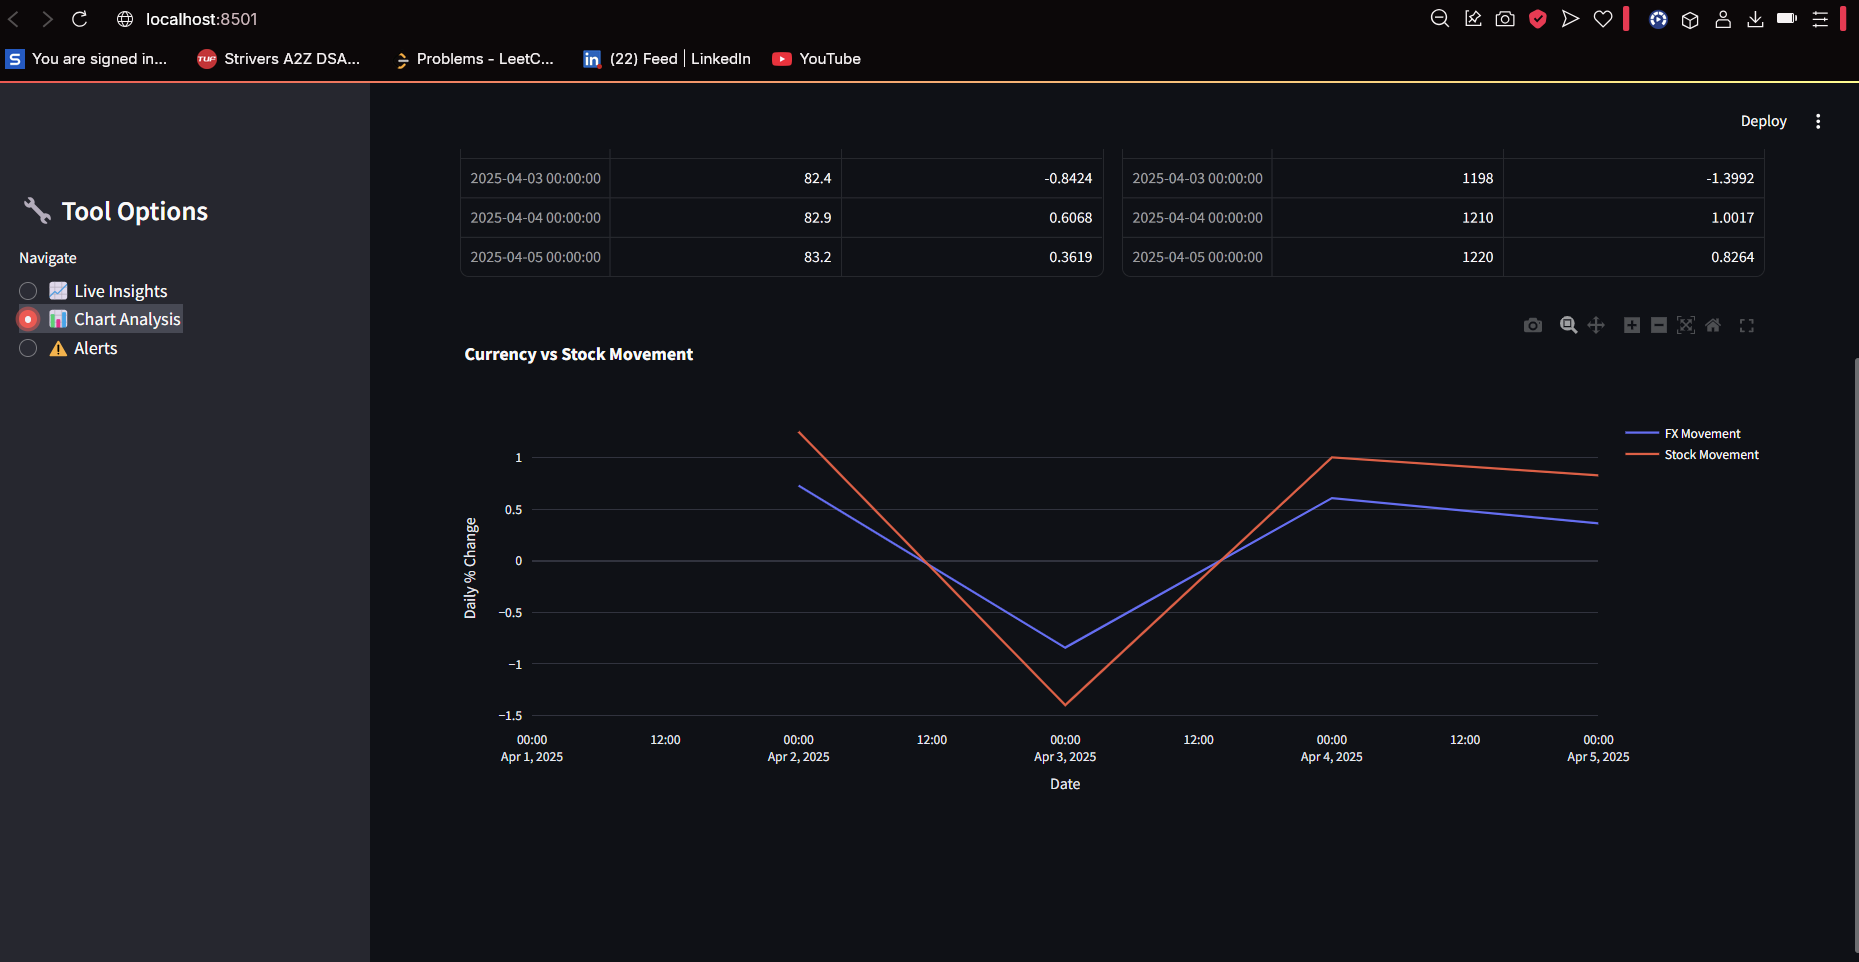 localhost:8501
You are signed in...
Strivers A2Z DSA...
Problems - LeetC...
(22) Feed | LinkedIn
YouTube
Deploy
Tool Options
Navigate
Live Insights
Chart Analysis
Alerts
2025-04-03 00:00:00 82.4 -0.8424
2025-04-04 00:00:00 82.9 0.6068
2025-04-05 00:00:00 83.2 0.3619
2025-04-03 00:00:00 1198 -1.3992
2025-04-04 00:00:00 1210 1.0017
2025-04-05 00:00:00 1220 0.8264
Currency vs Stock Movement
FX Movement
Stock Movement
Daily % Change
1
0.5
0
−0.5
−1
−1.5
00:00 12:00 00:00 12:00 00:00 12:00 00:00 12:00 00:00
Apr 1, 2025 Apr 2, 2025 Apr 3, 2025 Apr 4, 2025 Apr 5, 2025
Date